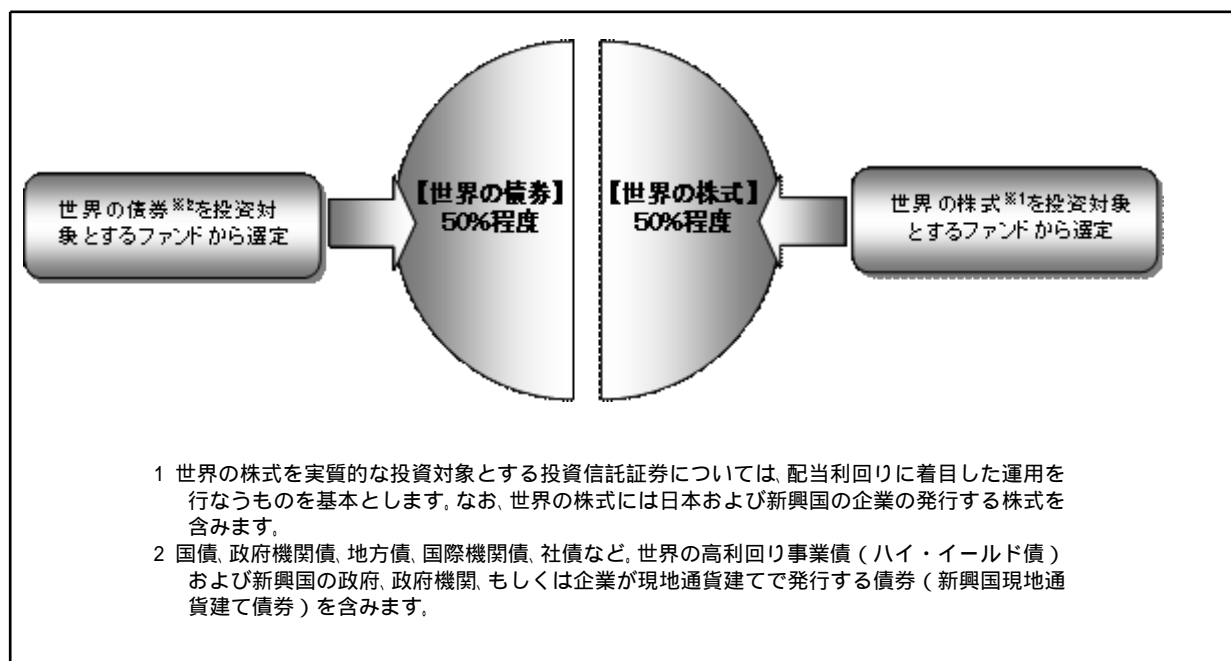 世界の債券※2を投資対
象とするファンドから選定
【世界の債券】
50%程度
【世界の株式】
50%程度
世界の株式※1を投資対象
とするファンドから選定
1 世界の株式を実質的な投資対象とする投資信託証券については、配当利回りに着目した運用を
行なうものを基本とします。なお、世界の株式には日本および新興国の企業の発行する株式を
含みます。
2 国債、政府機関債、地方債、国際機関債、社債など。世界の高利回り事業債(ハイ・イールド債)
および新興国の政府、政府機関、もしくは企業が現地通貨建てで発行する債券(新興国現地通
貨建て債券)を含みます。